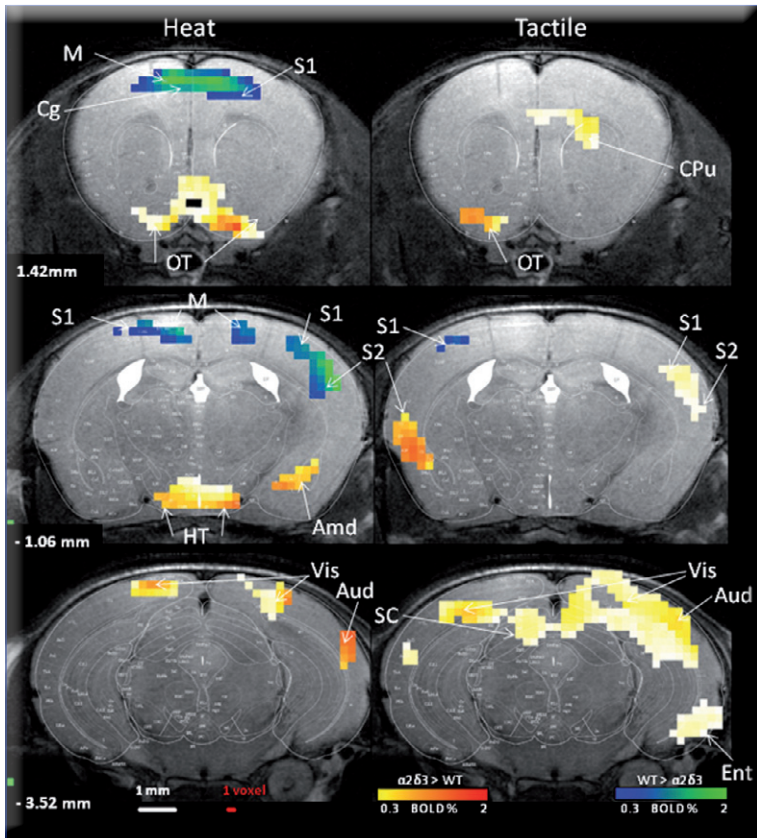 Heat Tactile
M S1
Cg
CPu
OT OT
1.42mm
S1 M S1 S1 S1 S2
S2
HT Amd
- 1.06 mm
Vis Aud Vis Aud
SC
Ent
α2δ3 > WT WT > α2δ3
1 mm 1 voxel
0.3 BOLD % 2 0.3 BOLD % 2
- 3.52 mm